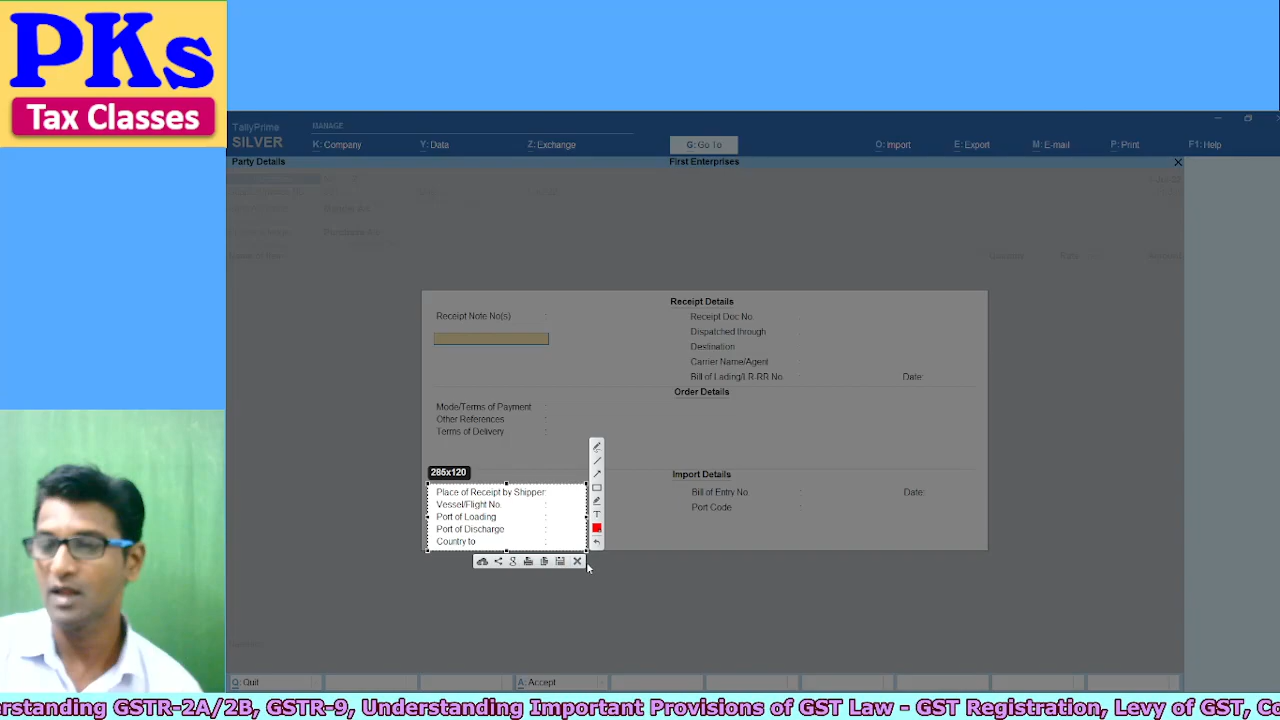 PKs
Tax Classes
TallyPrime
SILVER
MANAGE
K: Company
Y: Data
Z: Exchange
G: Go To
O: Import
E: Export
M: E-mail
P: Print
F1: Help
Party Details
First Enterprises
Receipt Details
Receipt Note No(s) :
Receipt Doc No. :
Dispatched through :
Destination :
Carrier Name/Agent :
Bill of Lading/LR-RR No. : Date:
Order Details
Mode/Terms of Payment :
Other References :
Terms of Delivery :
285x120
Import Details
Place of Receipt by Shipper:
Vessel/Flight No. :
Port of Loading :
Port of Discharge :
Country to :
Bill of Entry No. : Date:
Port Code :
Q: Quit
A: Accept
erstanding GSTR-2A/2B, GSTR-9, Understanding Important Provisions of GST Law - GST Registration, Levy of GST, Co